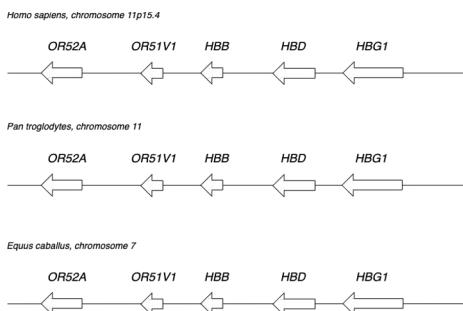 Homo sapiens, chromosome 11p15.4
OR52A OR51V1 HBB HBD HBG1
Pan troglodytes, chromosome 11
OR52A OR51V1 HBB HBD HBG1
Equus caballus, chromosome 7
OR52A OR51V1 HBB HBD HBG1